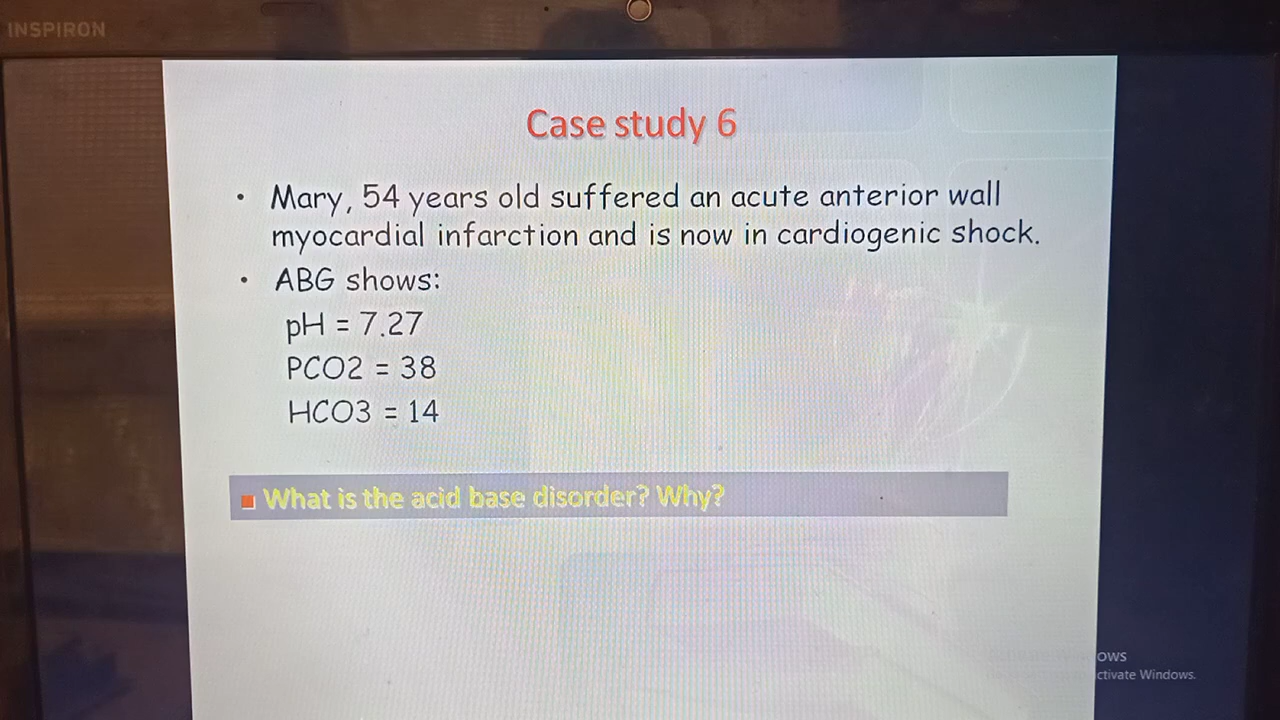 INSPIRON
Case study 6
• Mary, 54 years old suffered an acute anterior wall
myocardial infarction and is now in cardiogenic shock.
• ABG shows:
pH = 7.27
PCO2 = 38
HCO3 = 14
What is the acid base disorder? Why?
ows
ctivate Windows.